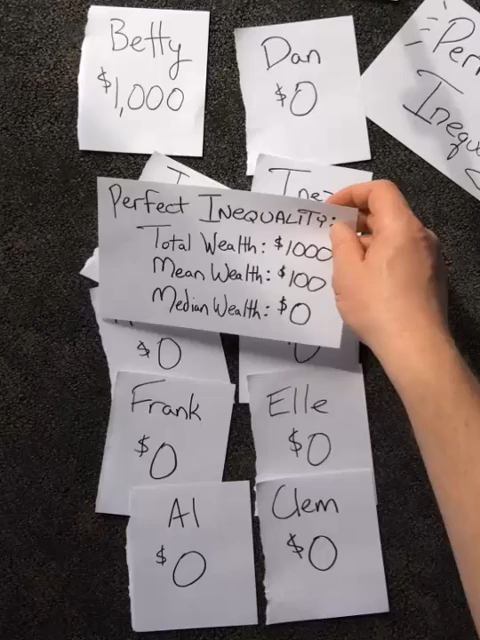 Betty
$1,000
Dan
$0
Perfect Inequality:
Total Wealth: $1000
Mean Wealth: $100
Median Wealth: $0
$0
0
Frank
$0
Elle
$0
Al
$0
Clem
$0